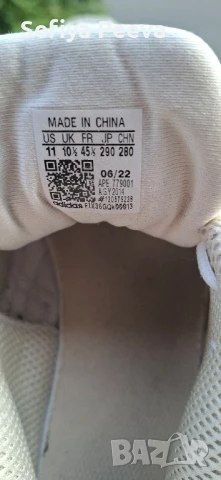 Sofiya Peeva
MADE IN CHINA
US UK FR JP CHN
11 10½ 45⅓ 290 280
06/22
APE 779001
GY2014
adidas
bazar.bg